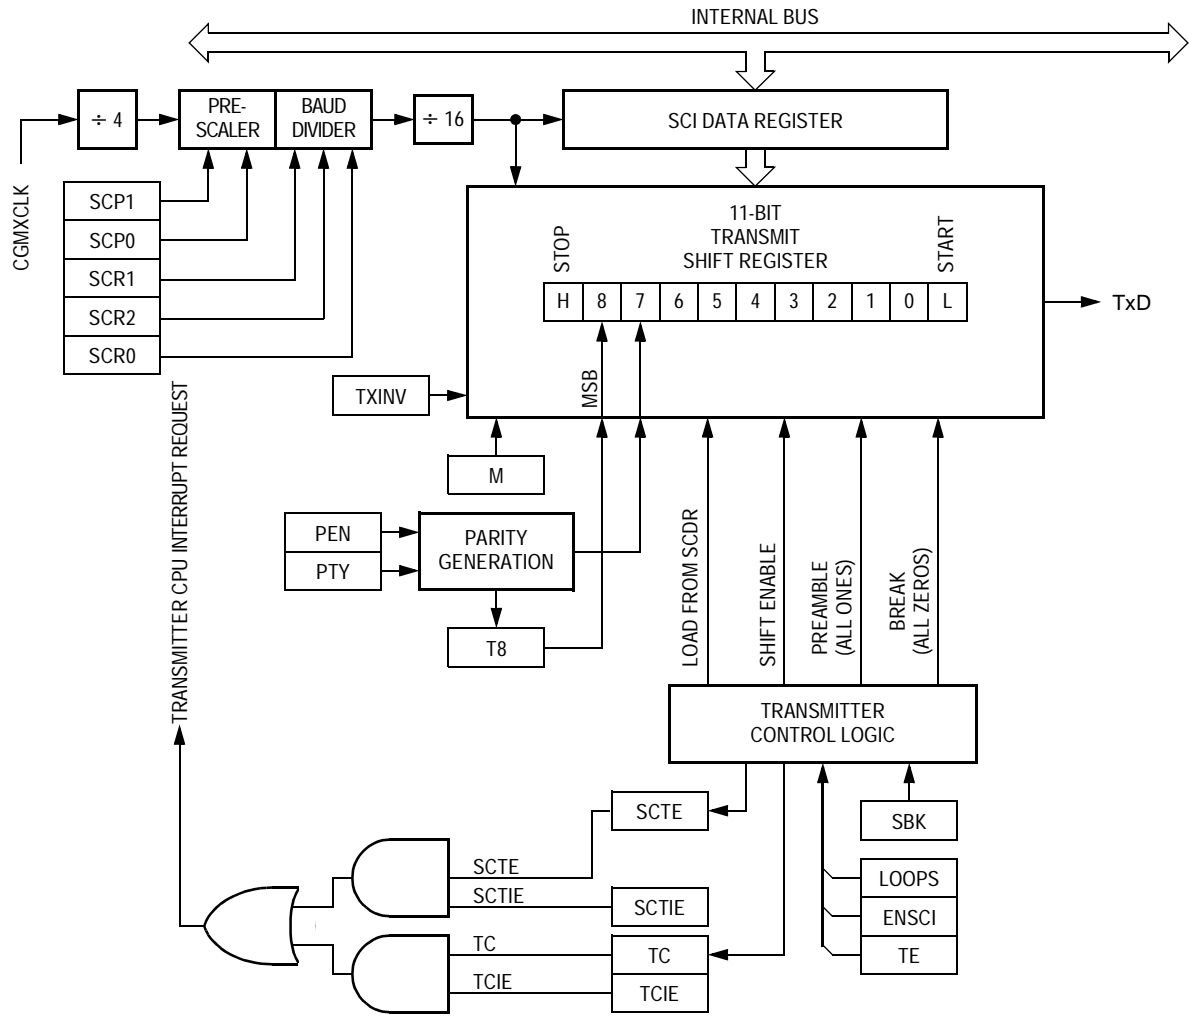 INTERNAL BUS
÷ 4
PRE-
SCALER
BAUD
DIVIDER
÷ 16
SCI DATA REGISTER
CGMXCLK
SCP1
SCP0
SCR1
SCR2
SCR0
11-BIT
TRANSMIT
SHIFT REGISTER
STOP
START
H 8 7 6 5 4 3 2 1 0 L
TxD
TXINV
MSB
M
PEN
PTY
PARITY
GENERATION
T8
LOAD FROM SCDR
SHIFT ENABLE
PREAMBLE
(ALL ONES)
BREAK
(ALL ZEROS)
TRANSMITTER CPU INTERRUPT REQUEST
TRANSMITTER
CONTROL LOGIC
SCTE
SBK
SCTE
SCTIE
SCTIE
LOOPS
ENSCI
TE
TC
TC
TCIE
TCIE